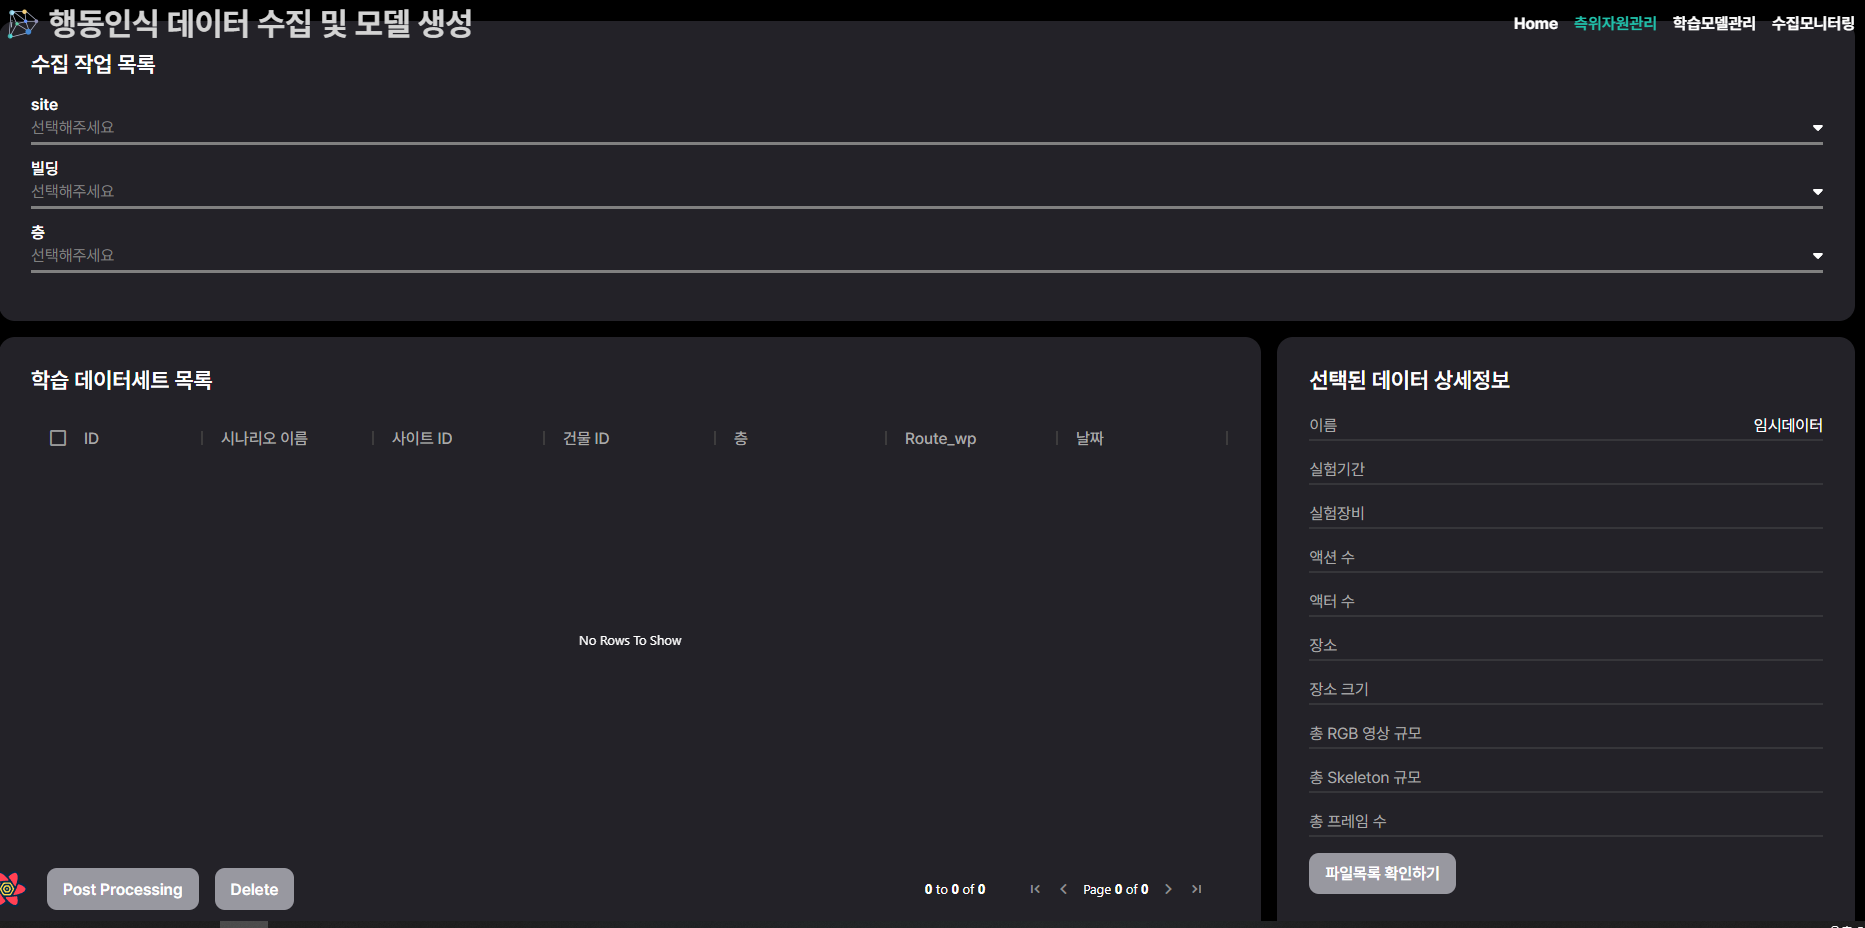 행동인식 데이터 수집 및 모델 생성
Home 측위자원관리 학습모델관리 수집모니터링
수집 작업 목록
site
선택해주세요
빌딩
선택해주세요
층
선택해주세요
학습 데이터세트 목록
ID 시나리오 이름 사이트 ID 건물 ID 층 Route_wp 날짜
No Rows To Show
Post Processing Delete
0 to 0 of 0 Page 0 of 0
선택된 데이터 상세정보
이름 임시데이터
실험기간
실험장비
액션 수
액터 수
장소
장소 크기
총 RGB 영상 규모
총 Skeleton 규모
총 프레임 수
파일목록 확인하기